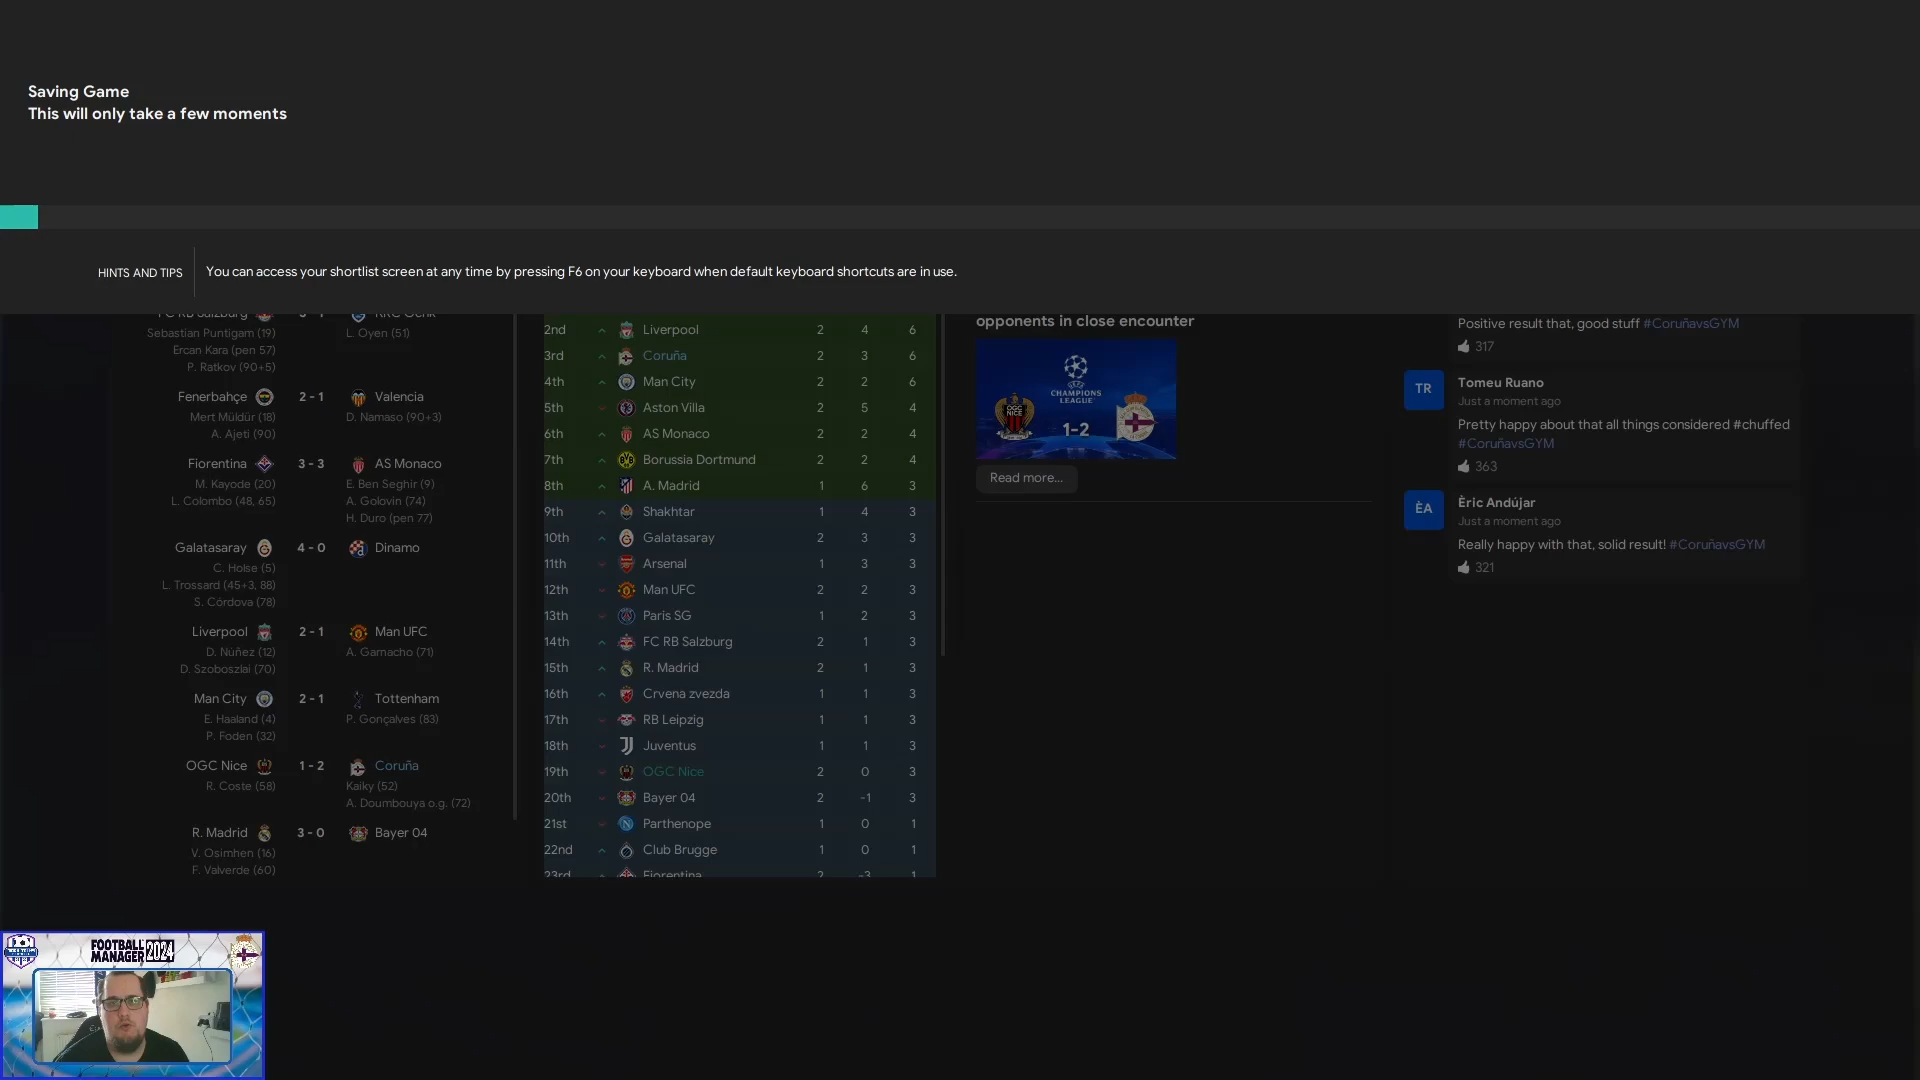 Saving Game
This will only take a few moments
HINTS AND TIPS
You can access your shortlist screen at any time by pressing F6 on your keyboard when default keyboard shortcuts are in use.
FC RB Salzburg
Sebastian Puntigam (19)
L. Oyen (51)
Ercan Kara (pen 57)
P. Ratkov (90+5)
Fenerbahçe 2 - 1 Valencia
Mert Müldür (18)
D. Namaso (90+3)
A. Ajeti (90)
Fiorentina 3 - 3 AS Monaco
M. Kayode (20)
E. Ben Seghir (9)
L. Colombo (48, 65)
A. Golovin (74)
H. Duro (pen 77)
Galatasaray 4 - 0 Dinamo
C. Holse (5)
L. Trossard (45+3, 88)
S. Córdova (78)
Liverpool 2 - 1 Man UFC
D. Núñez (12)
A. Garnacho (71)
D. Szoboszlai (70)
Man City 2 - 1 Tottenham
E. Haaland (4)
P. Gonçalves (83)
P. Foden (32)
OGC Nice 1 - 2 Coruña
R. Coste (58)
Kaiky (52)
A. Doumbouya o.g. (72)
R. Madrid 3 - 0 Bayer 04
V. Osimhen (16)
F. Valverde (60)
2nd Liverpool 2 4 6
3rd Coruña 2 3 6
4th Man City 2 2 6
5th Aston Villa 2 5 4
6th AS Monaco 2 2 4
7th Borussia Dortmund 2 2 4
8th A. Madrid 1 6 3
9th Shakhtar 1 4 3
10th Galatasaray 2 3 3
11th Arsenal 1 3 3
12th Man UFC 2 2 3
13th Paris SG 1 2 3
14th FC RB Salzburg 2 1 3
15th R. Madrid 2 1 3
16th Crvena zvezda 1 1 3
17th RB Leipzig 1 1 3
18th Juventus 1 1 3
19th OGC Nice 2 0 3
20th Bayer 04 2 -1 3
21st Parthenope 1 0 1
22nd Club Brugge 1 0 1
23rd Fiorentina 2 -3 1
opponents in close encounter
UEFA
CHAMPIONS
LEAGUE
OGC
NICE
1-2
Read more...
Positive result that, good stuff #CoruñavsGYM
317
TR
Tomeu Ruano
Just a moment ago
Pretty happy about that all things considered #chuffed
#CoruñavsGYM
363
ÈA
Èric Andújar
Just a moment ago
Really happy with that, solid result! #CoruñavsGYM
321
FOOTBALL
MANAGER 2024